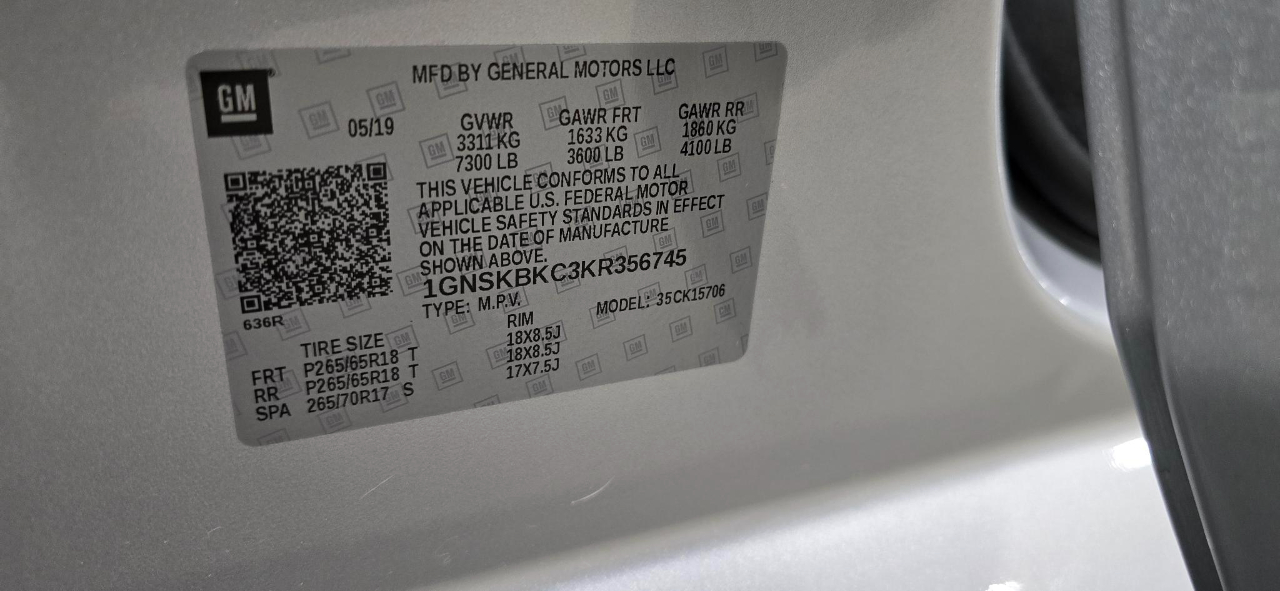 GM
MFD BY GENERAL MOTORS LLC
05/19
GVWR GAWR FRT GAWR RR
3311 KG 1633 KG 1860 KG
7300 LB 3600 LB 4100 LB
THIS VEHICLE CONFORMS TO ALL
APPLICABLE U.S. FEDERAL MOTOR
VEHICLE SAFETY STANDARDS IN EFFECT
ON THE DATE OF MANUFACTURE
SHOWN ABOVE.
1GNSKBKC3KR356745
TYPE: M.P.V. MODEL: 35CK15706
636R
TIRE SIZE RIM
FRT P265/65R18 T 18X8.5J
RR P265/65R18 T 18X8.5J
SPA 265/70R17 S 17X7.5J